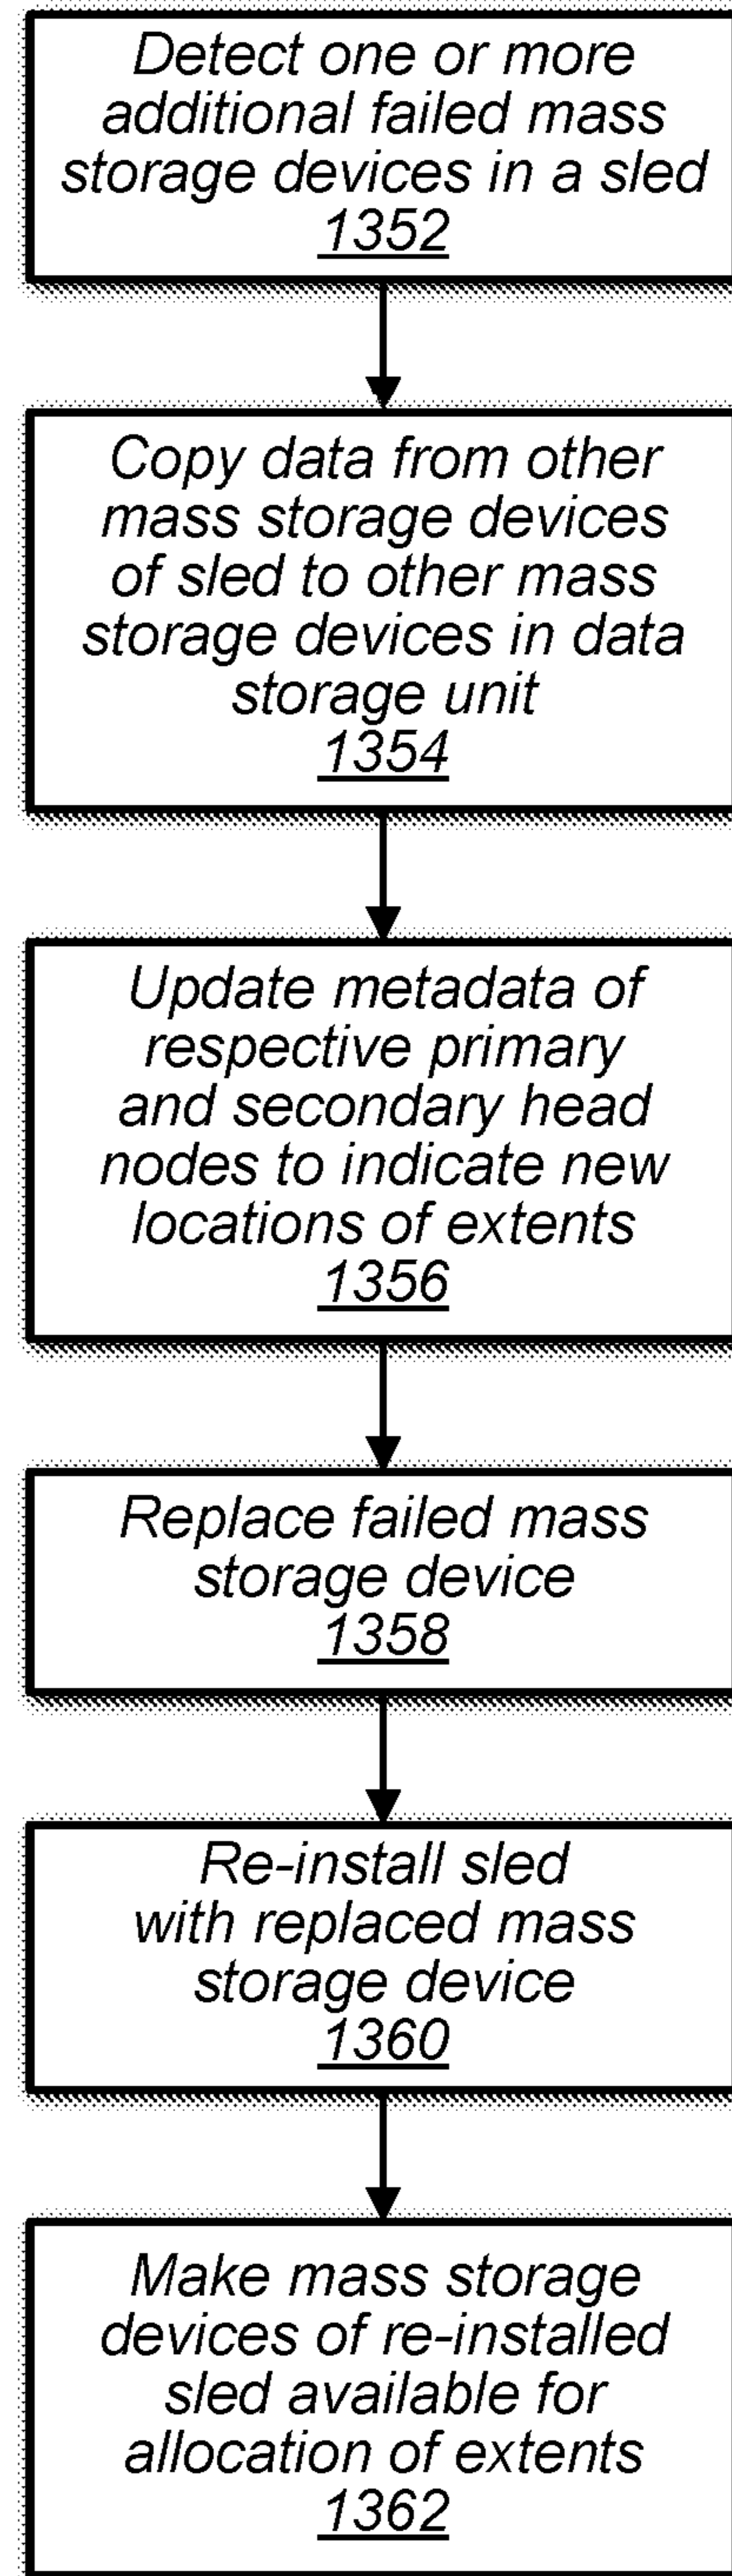 Detect one or more
additional failed mass
storage devices in a sled
1352
Copy data from other
mass storage devices
of sled to other mass
storage devices in data
storage unit
1354
Update metadata of
respective primary
and secondary head
nodes to indicate new
locations of extents
1356
Replace failed mass
storage device
1358
Re-install sled
with replaced mass
storage device
1360
Make mass storage
devices of re-installed
sled available for
allocation of extents
1362